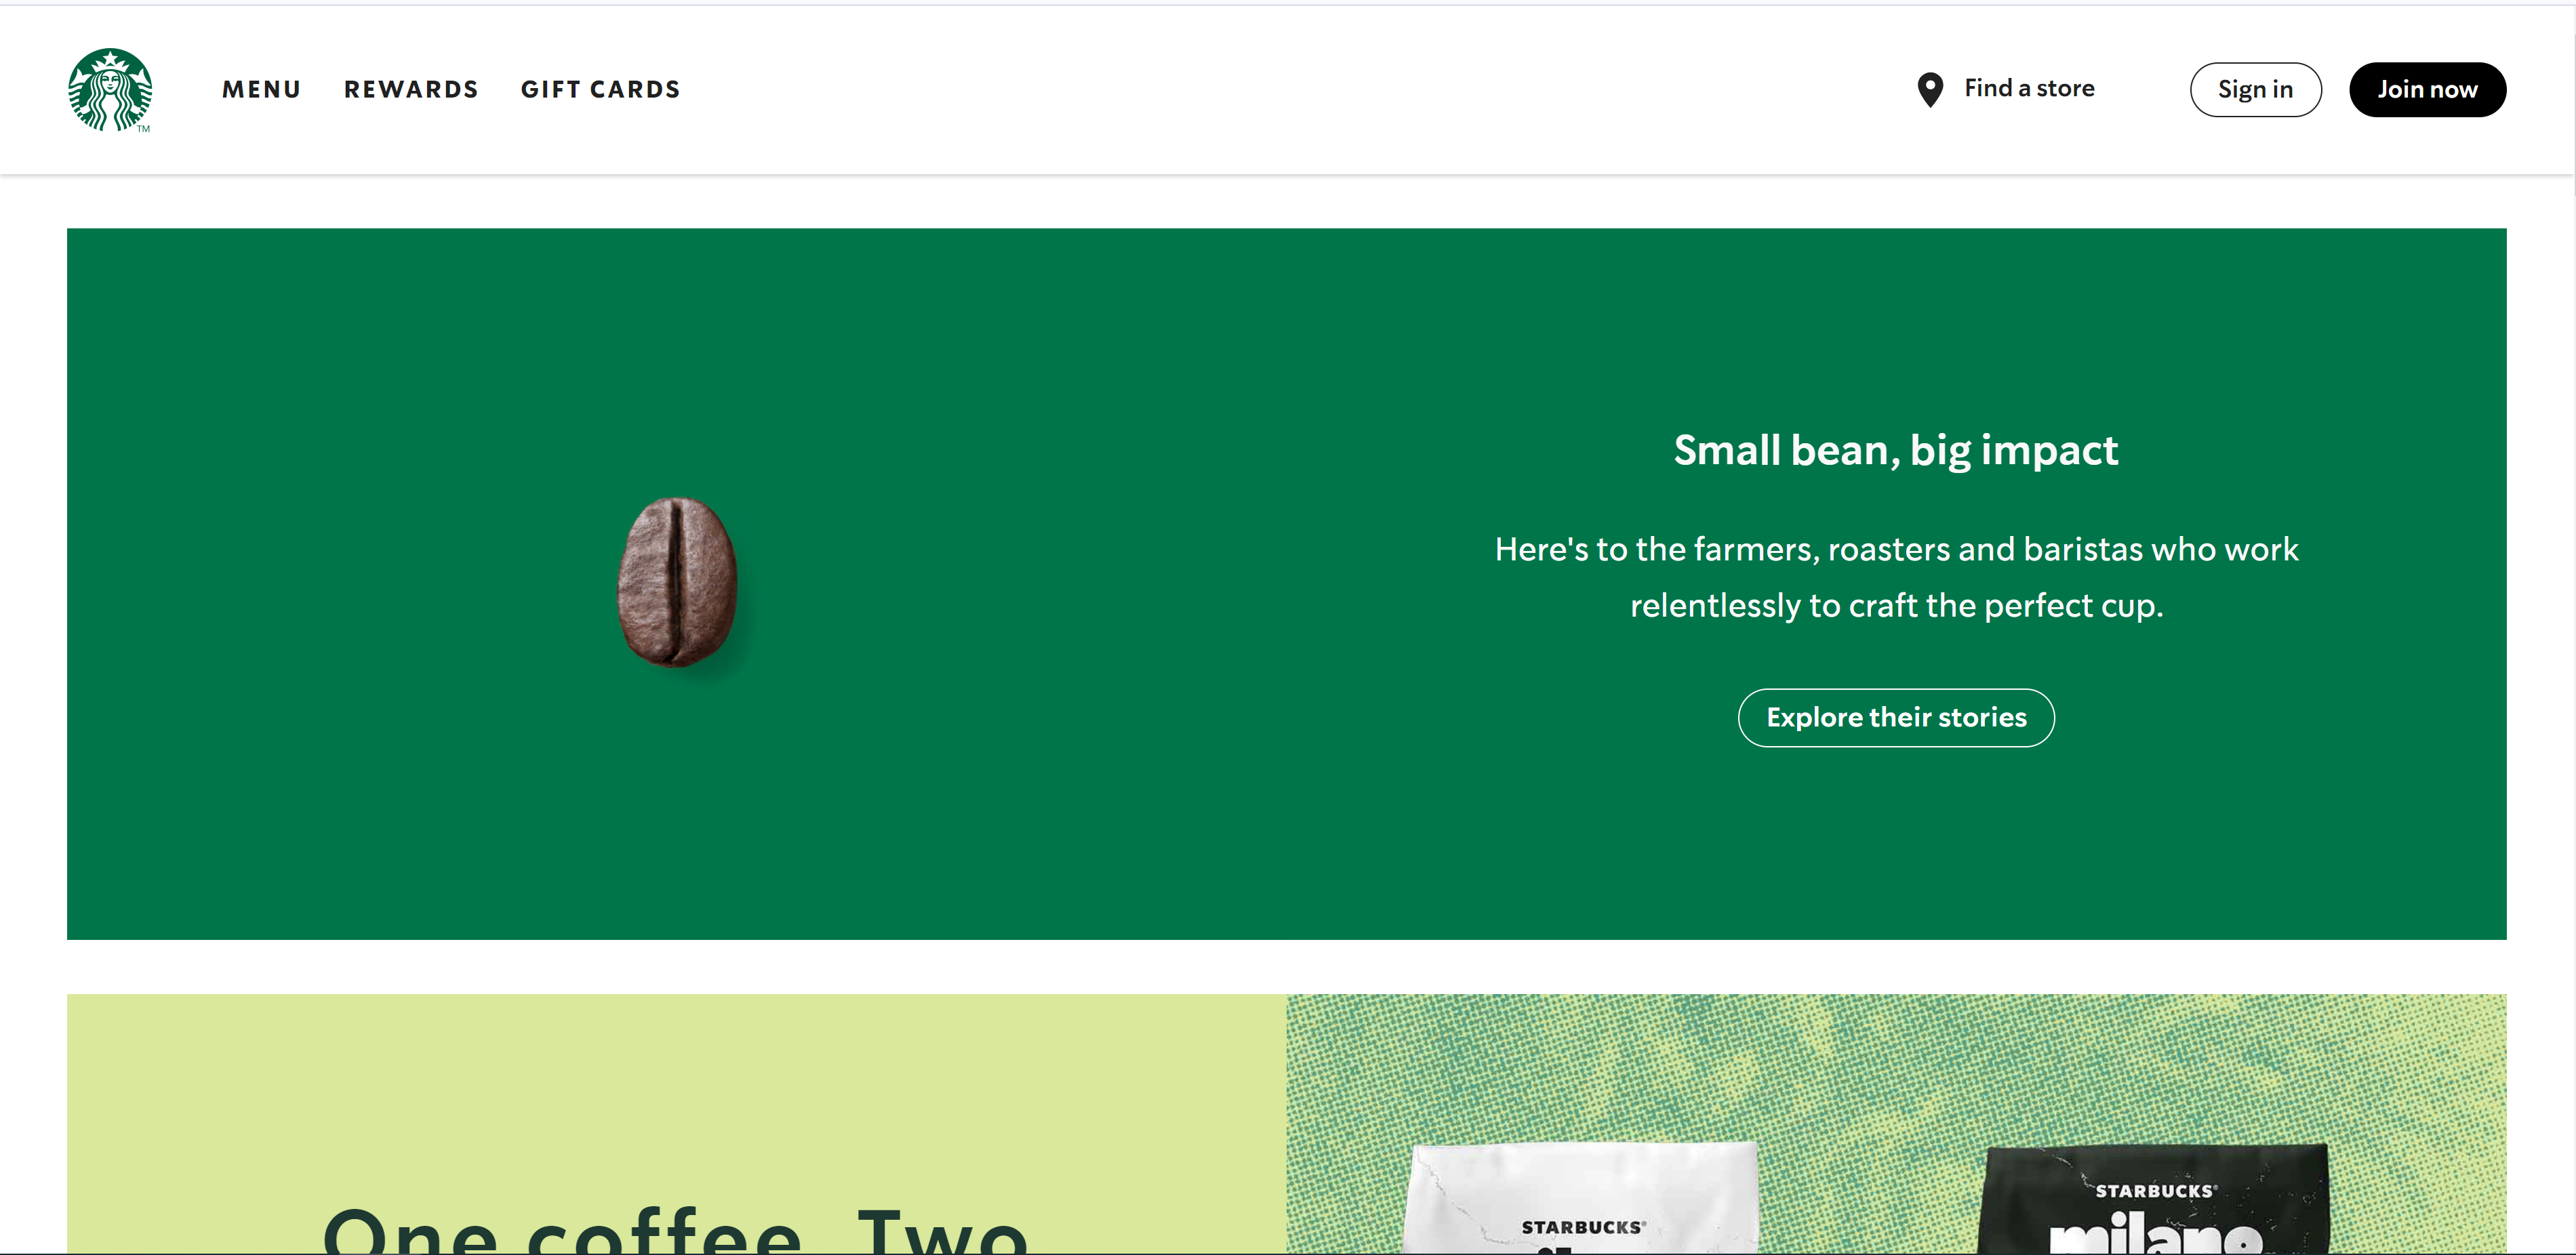 TM
MENU REWARDS GIFT CARDS Find a store Sign in Join now
Small bean, big impact
Here's to the farmers, roasters and baristas who work
relentlessly to craft the perfect cup.
Explore their stories
One coffee. Two
STARBUCKS®
STARBUCKS®
milano